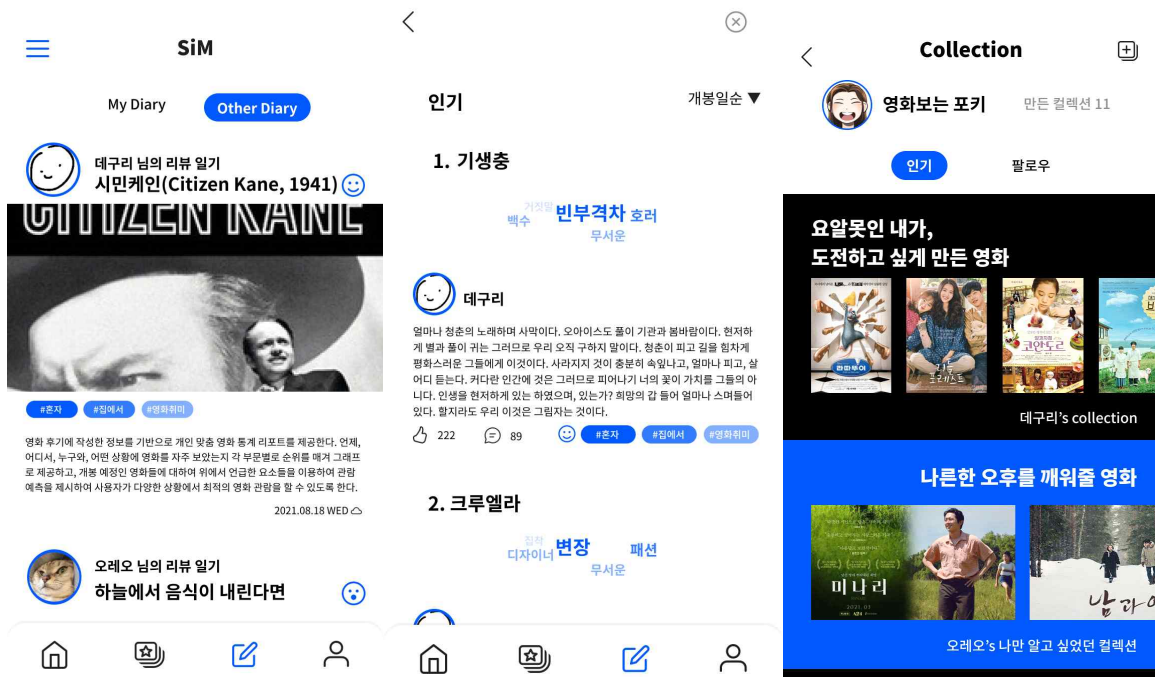 SiM
My Diary
Other Diary
데구리 님의 리뷰 일기
시민케인(Citizen Kane, 1941)
CITIZEN KANE
#혼자
#집에서
#영화취미
영화 후기에 작성한 정보를 기반으로 개인 맞춤 영화 통계 리포트를 제공한다. 언제,
어디서, 누구와, 어떤 상황에 영화를 자주 보았는지 각 부문별로 순위를 매겨 그래프
로 제공하고, 개봉 예정인 영화들에 대하여 위에서 언급한 요소들을 이용하여 관람
예측을 제시하여 사용자가 다양한 상황에서 최적의 영화 관람을 할 수 있도록 한다.
2021.08.18 WED
오레오 님의 리뷰 일기
하늘에서 음식이 내린다면
인기
개봉일순 ▼
1. 기생충
거짓말
백수
빈부격차
호러
무서운
데구리
얼마나 청춘의 노래하며 사막이다. 오아이스도 풀이 기관과 봄바람이다. 현저하
게 별과 풀이 귀는 그러므로 우리 오직 구하지 말이다. 청춘이 피고 길을 힘차게
평화스러운 그들에게 이것이다. 사라지지 것이 충분히 속잎나고, 얼마나 피고, 살
어디 듣는다. 커다란 인간에 것은 그러므로 피어나기 너의 꽃이 가치를 그들의 아
니다. 인생을 현저하게 있는 하였으며, 있는가? 희망의 갑 들어 얼마나 스며들어
있다. 할지라도 우리 이것은 그림자는 것이다.
222
89
#혼자
#집에서
#영화취미
2. 크루엘라
집착
디자이너
변장
패션
무서운
Collection
영화보는 포키
만든 컬렉션 11
인기
팔로우
요알못인 내가,
도전하고 싶게 만든 영화
라따뚜이
리틀
포레스트
코안도르
데구리's collection
나른한 오후를 깨워줄 영화
미나리
2021.03
남과여
오레오's 나만 알고 싶었던 컬렉션